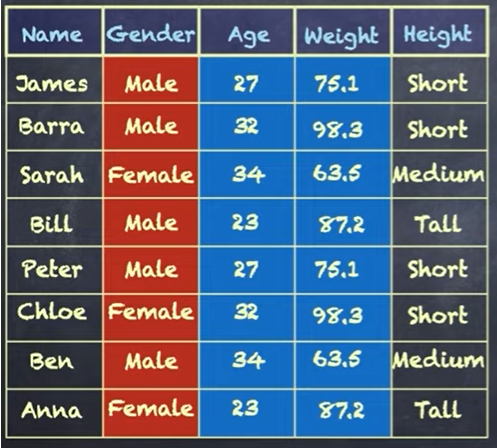 Name Gender Age Weight Height
James Male 27 75.1 Short
Barra Male 32 98.3 Short
Sarah Female 34 63.5 Medium
Bill Male 23 87.2 Tall
Peter Male 27 75.1 Short
Chloe Female 32 98.3 Short
Ben Male 34 63.5 Medium
Anna Female 23 87.2 Tall